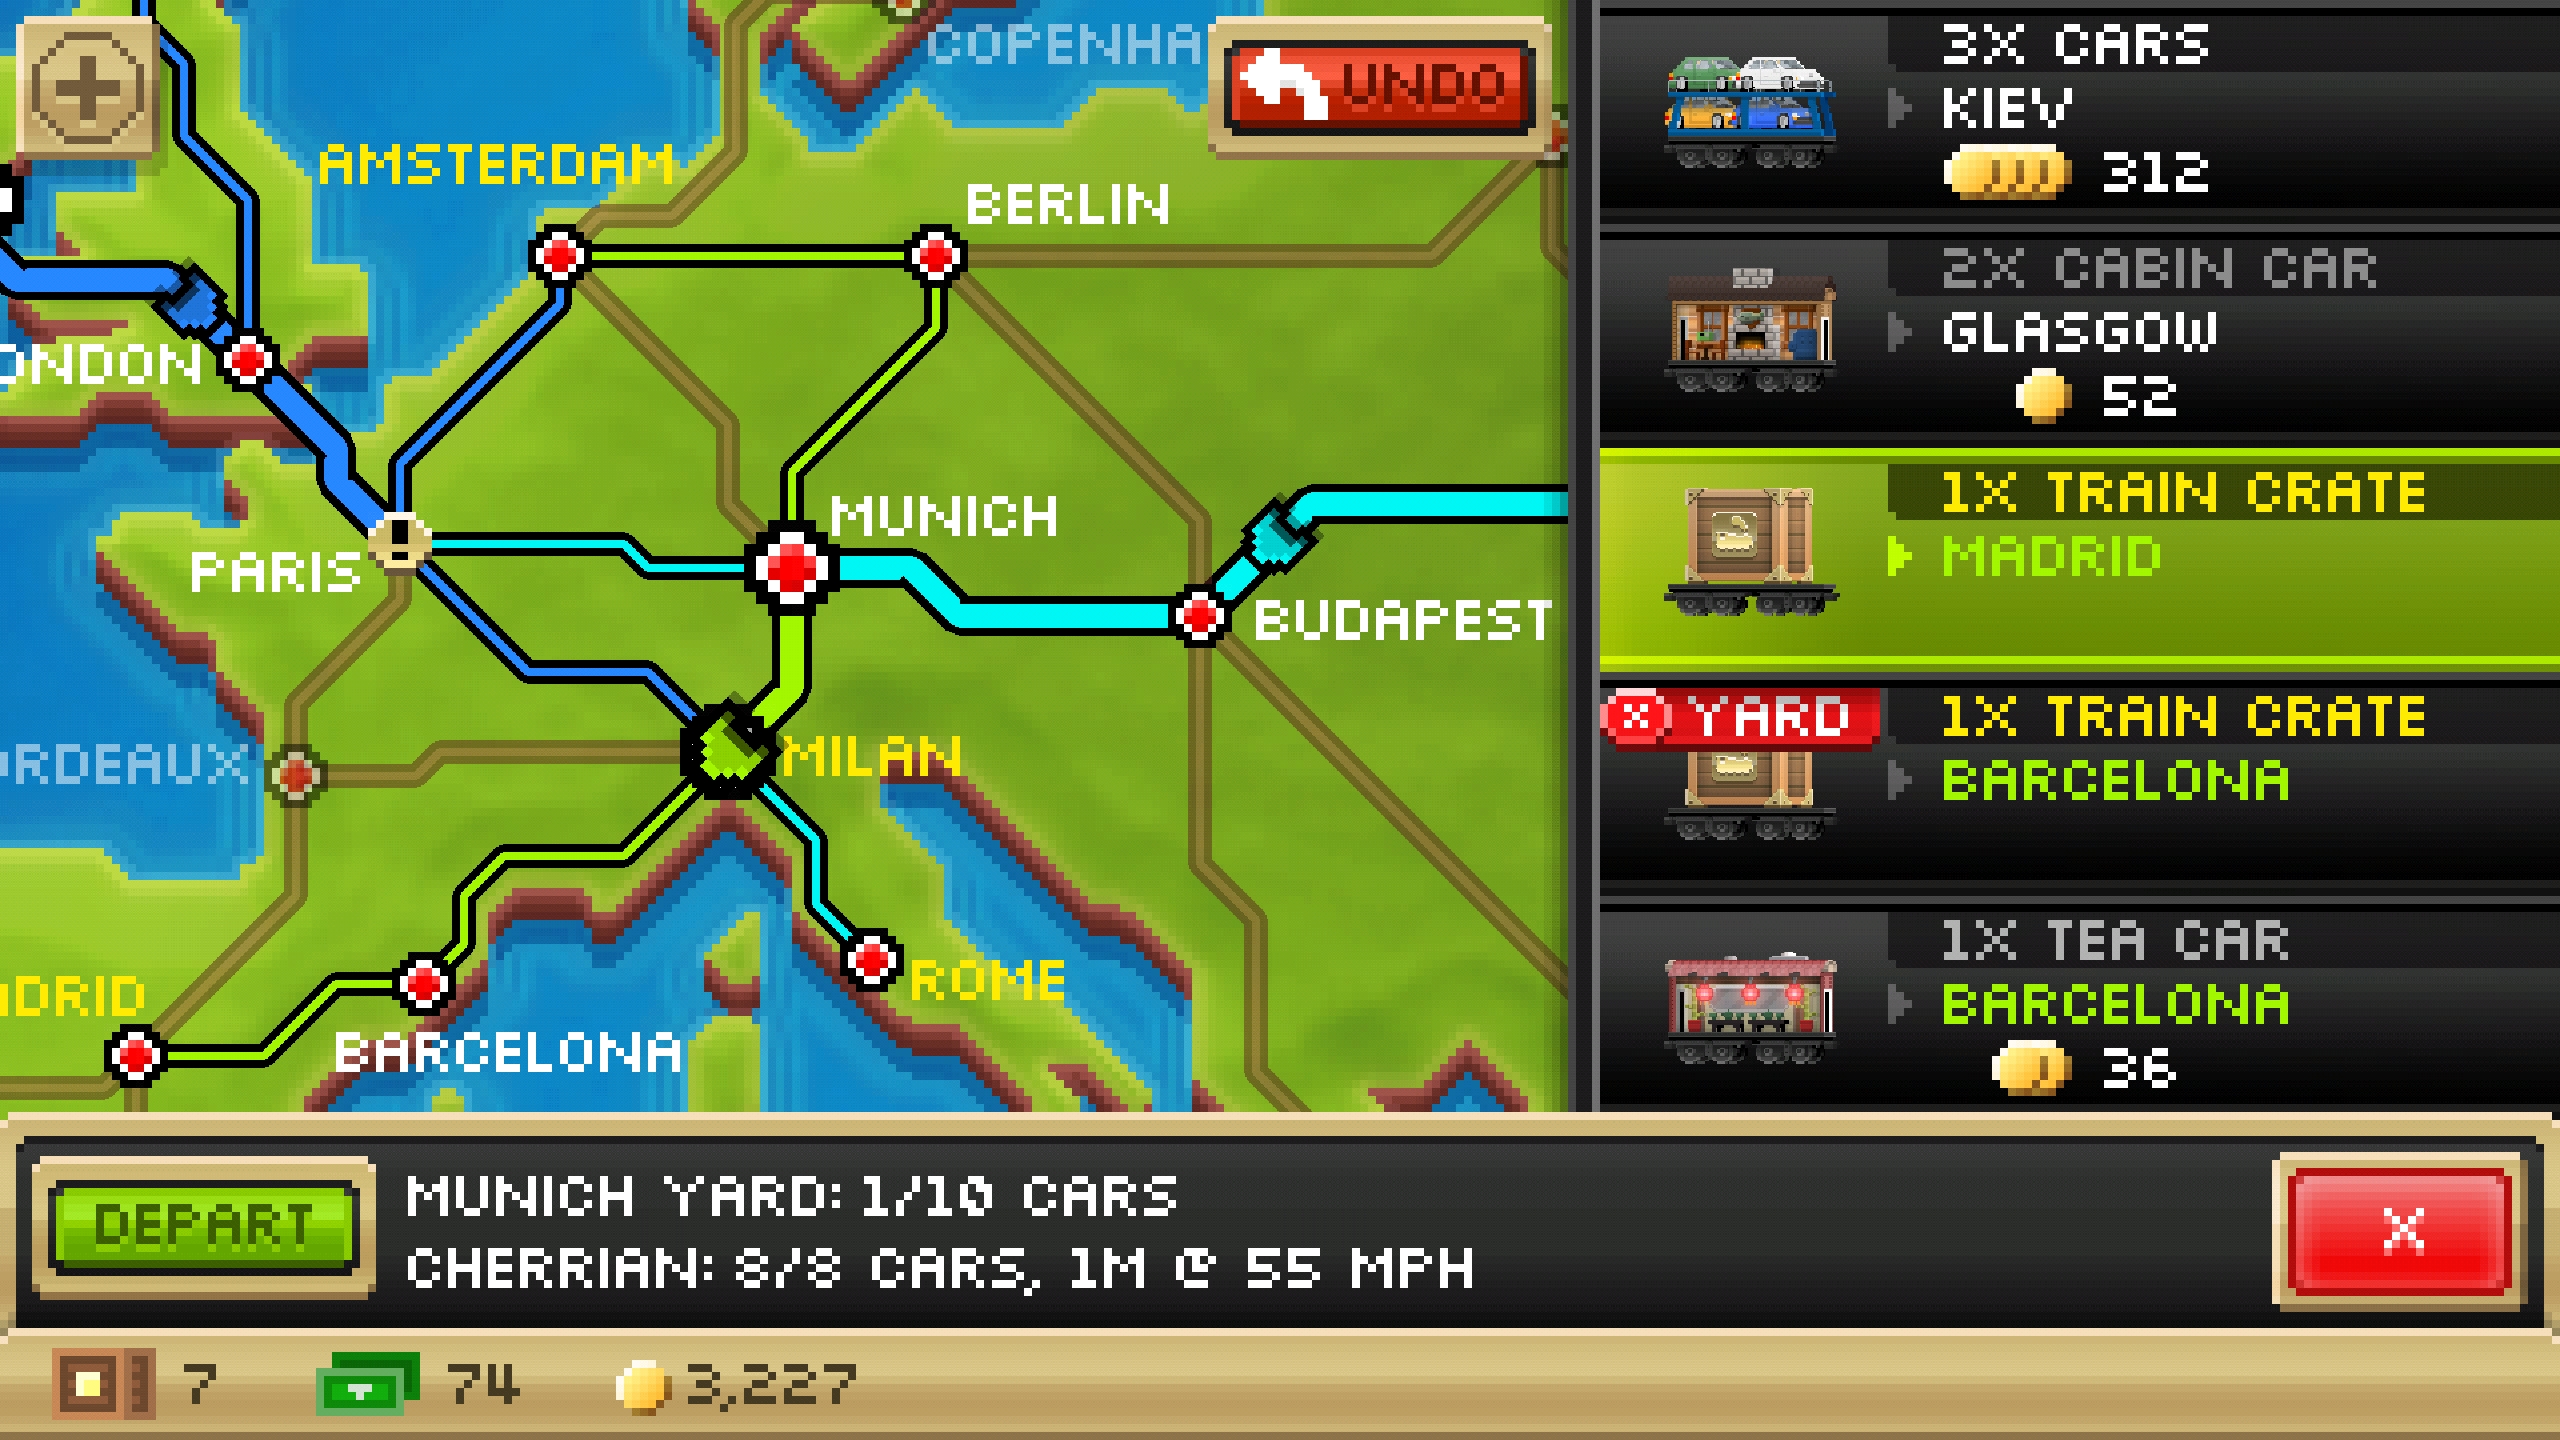 COPENHA
UNDO
AMSTERDAM
BERLIN
ONDON
MUNICH
PARIS
BUDAPEST
MILAN
ORDEAUX
ROME
ADRID
BARCELONA
3X CARS
KIEV
312
2X CABIN CAR
GLASGOW
52
1X TRAIN CRATE
MADRID
YARD
1X TRAIN CRATE
BARCELONA
1X TEA CAR
BARCELONA
36
DEPART
MUNICH YARD: 1/10 CARS
CHERRIAN: 8/8 CARS, 1M @ 55 MPH
X
7
74
3,227